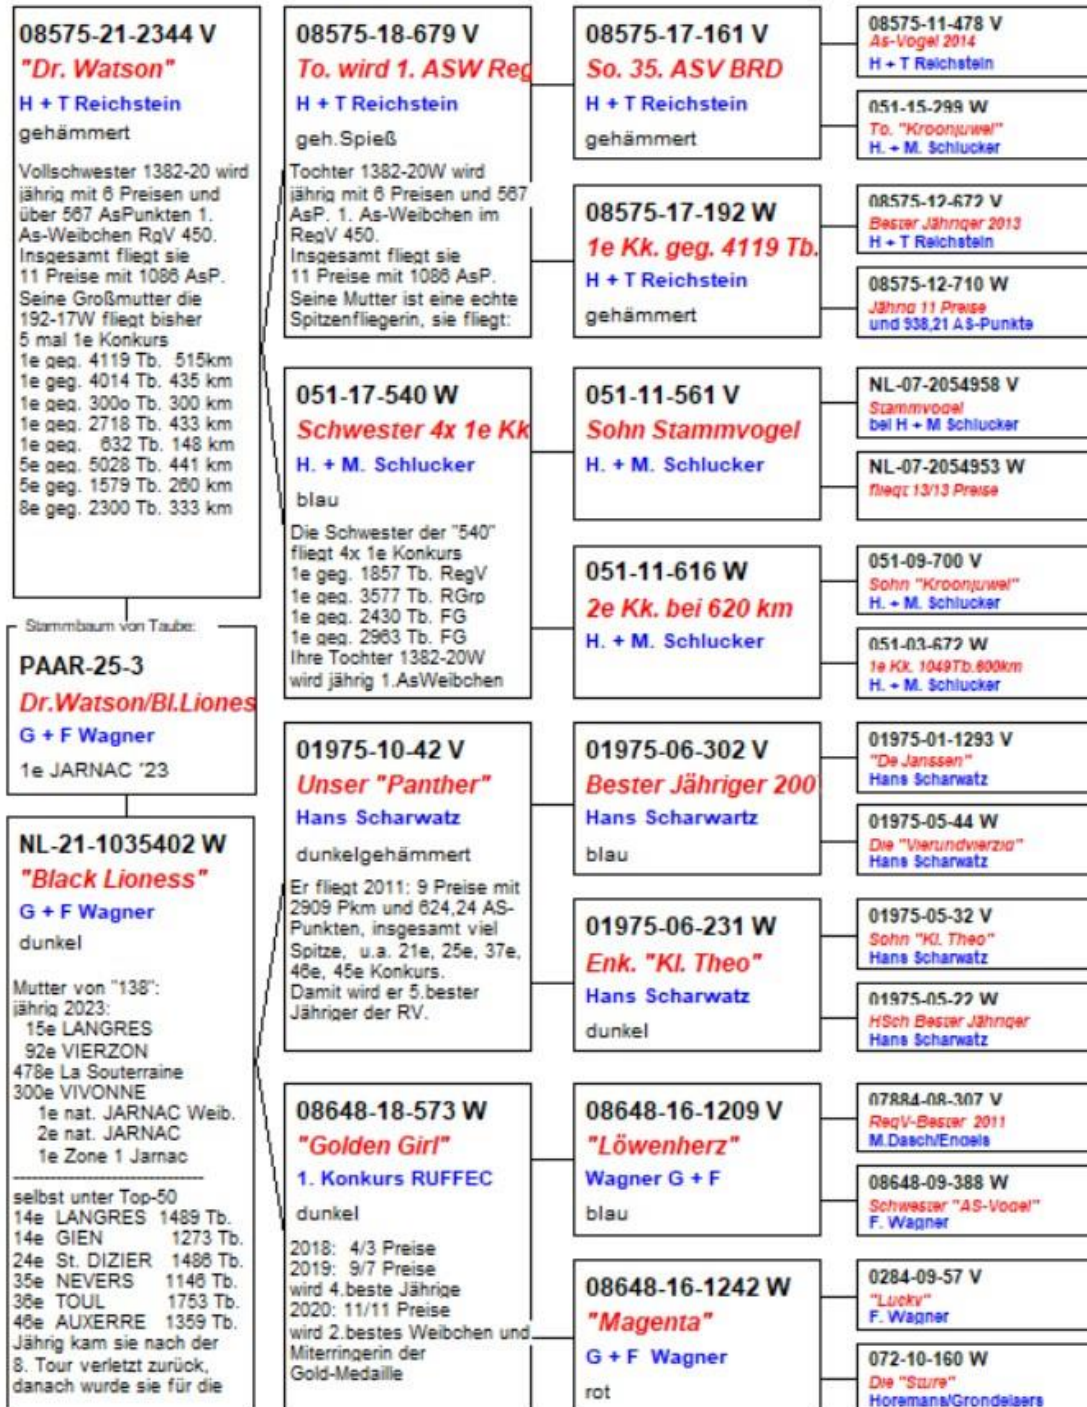 08575-21-2344 V
"Dr. Watson"
H + T Reichstein
gehämmert
Vollschwester 1382-20 wird
jährig mit 6 Preisen und
über 567 AsPunkten 1.
As-Weibchen RgV 450.
Insgesamt fliegt sie
11 Preise mit 1086 AsP.
Seine Großmutter die
192-17W fliegt bisher
5 mal 1e Konkurs
1e geg. 4119 Tb. 515km
1e geg. 4014 Tb. 435 km
1e geg. 300o Tb. 300 km
1e geg. 2718 Tb. 433 km
1e geg. 632 Tb. 148 km
5e geg. 5028 Tb. 441 km
5e geg. 1579 Tb. 260 km
8e geg. 2300 Tb. 333 km
Stammbaum von Taube:
PAAR-25-3
Dr.Watson/Bl.Liones
G + F Wagner
1e JARNAC '23
NL-21-1035402 W
"Black Lioness"
G + F Wagner
dunkel
Mutter von "138":
jährig 2023:
15e LANGRES
92e VIERZON
478e La Souterraine
300e VIVONNE
1e nat. JARNAC Weib.
2e nat. JARNAC
1e Zone 1 Jarnac
------------------------------
selbst unter Top-50
14e LANGRES 1489 Tb.
14e GIEN 1273 Tb.
24e St. DIZIER 1486 Tb.
35e NEVERS 1146 Tb.
36e TOUL 1753 Tb.
46e AUXERRE 1359 Tb.
Jährig kam sie nach der
8. Tour verletzt zurück,
danach wurde sie für die
08575-18-679 V
To. wird 1. ASW Reg
H + T Reichstein
geh.Spieß
Tochter 1382-20W wird
jährig mit 6 Preisen und 567
AsP. 1. As-Weibchen im
RegV 450.
Insgesamt fliegt sie
11 Preise mit 1086 AsP.
Seine Mutter ist eine echte
Spitzenfliegerin, sie fliegt:
051-17-540 W
Schwester 4x 1e Kk
H. + M. Schlucker
blau
Die Schwester der "540"
fliegt 4x 1e Konkurs
1e geg. 1857 Tb. RegV
1e geg. 3577 Tb. RGrp
1e geg. 2430 Tb. FG
1e geg. 2963 Tb. FG
Ihre Tochter 1382-20W
wird jährig 1.AsWeibchen
01975-10-42 V
Unser "Panther"
Hans Scharwatz
dunkelgehämmert
Er fliegt 2011: 9 Preise mit
2909 Pkm und 624,24 AS-
Punkten, insgesamt viel
Spitze, u.a. 21e, 25e, 37e,
46e, 45e Konkurs.
Damit wird er 5.bester
Jähriger der RV.
08648-18-573 W
"Golden Girl"
1. Konkurs RUFFEC
dunkel
2018: 4/3 Preise
2019: 9/7 Preise
wird 4.beste Jährige
2020: 11/11 Preise
wird 2.bestes Weibchen und
Miterringerin der
Gold-Medaille
08575-17-161 V
So. 35. ASV BRD
H + T Reichstein
gehämmert
08575-17-192 W
1e Kk. geg. 4119 Tb.
H + T Reichstein
gehämmert
051-11-561 V
Sohn Stammvogel
H. + M. Schlucker
051-11-616 W
2e Kk. bei 620 km
H. + M. Schlucker
01975-06-302 V
Bester Jähriger 200
Hans Scharwartz
blau
01975-06-231 W
Enk. "Kl. Theo"
Hans Scharwatz
dunkel
08648-16-1209 V
"Löwenherz"
Wagner G + F
blau
08648-16-1242 W
"Magenta"
G + F Wagner
rot
08575-11-478 V
As-Vogel 2014
H + T Reichstein
051-15-299 W
To. "Kroonjuwel"
H. + M. Schlucker
08575-12-672 V
Bester Jähriger 2013
H + T Reichstein
08575-12-710 W
Jährig 11 Preise
und 938,21 AS-Punkte
NL-07-2054958 V
Stammvogel
bei H + M Schlucker
NL-07-2054953 W
fliegt 13/13 Preise
051-09-700 V
Sohn "Kroonjuwel"
H. + M. Schlucker
051-03-672 W
1e Kk. 1049Tb.600km
H. + M. Schlucker
01975-01-1293 V
"De Janssen"
Hans Scharwatz
01975-05-44 W
Die "Vierundvierzig"
Hans Scharwatz
01975-05-32 V
Sohn "Kl. Theo"
Hans Scharwatz
01975-05-22 W
HSch Bester Jähriger
Hans Scharwatz
07884-08-307 V
RegV-Bester 2011
M.Dasch/Engels
08648-09-388 W
Schwester "AS-Vogel"
F. Wagner
0284-09-57 V
"Lucky"
F. Wagner
072-10-160 W
Die "Sture"
Horemans/Grondelaers